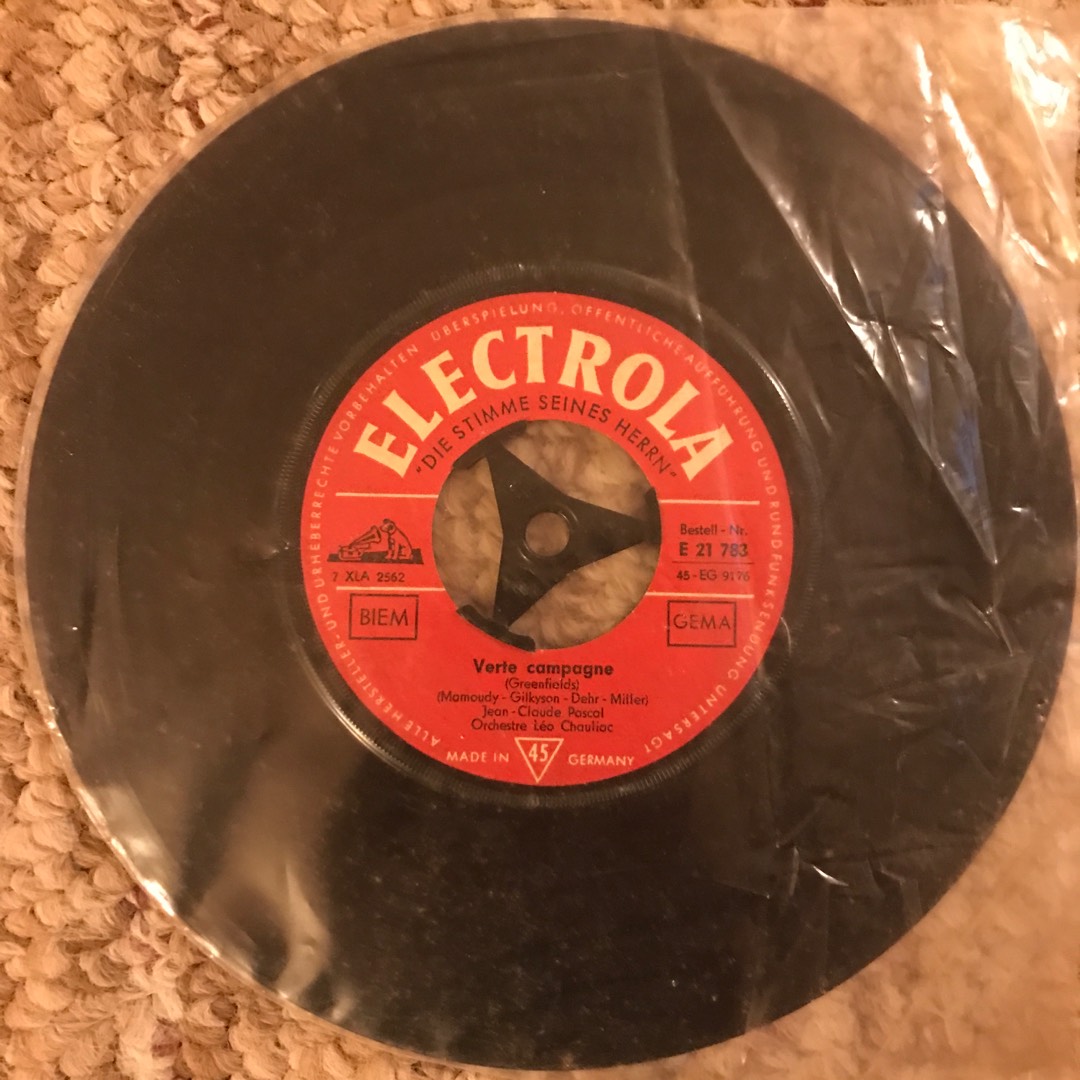 ALLE HERSTELLER- UND URHEBERRECHTE VORBEHALTEN ÜBERSPIELUNG, ÖFFENTLICHE AUFFÜHRUNG UND RUNDFUNKSENDUNG UNTERSAGT
ELECTROLA
"DIE STIMME SEINES HERRN"
Bestell - Nr.
E 21 783
7 XLA 2562
45 - EG 9176
BIEM
GEMA
Verte campagne
(Greenfields)
(Mamoudy - Gilkyson - Dehr - Miller)
Jean - Claude Pascal
Orchestre Léo Chauliac
MADE IN 45 GERMANY